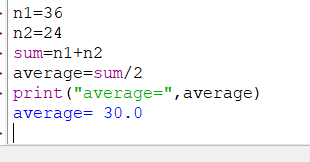 n1=36
n2=24
sum=n1+n2
average=sum/2
print("average=",average)
average= 30.0